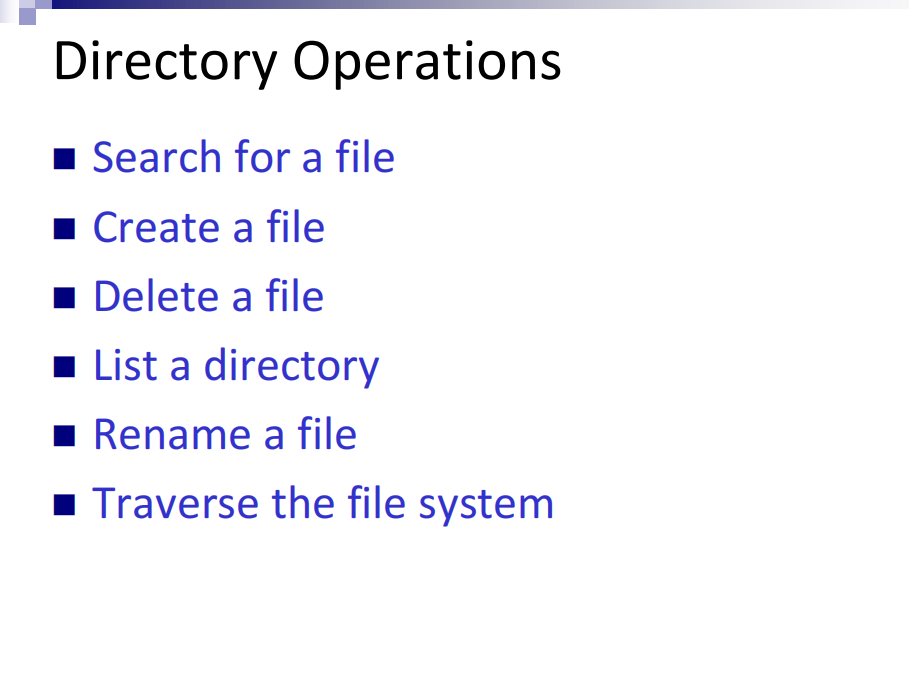 Directory Operations
Search for a file
Create a file
Delete a file
List a directory
Rename a file
Traverse the file system